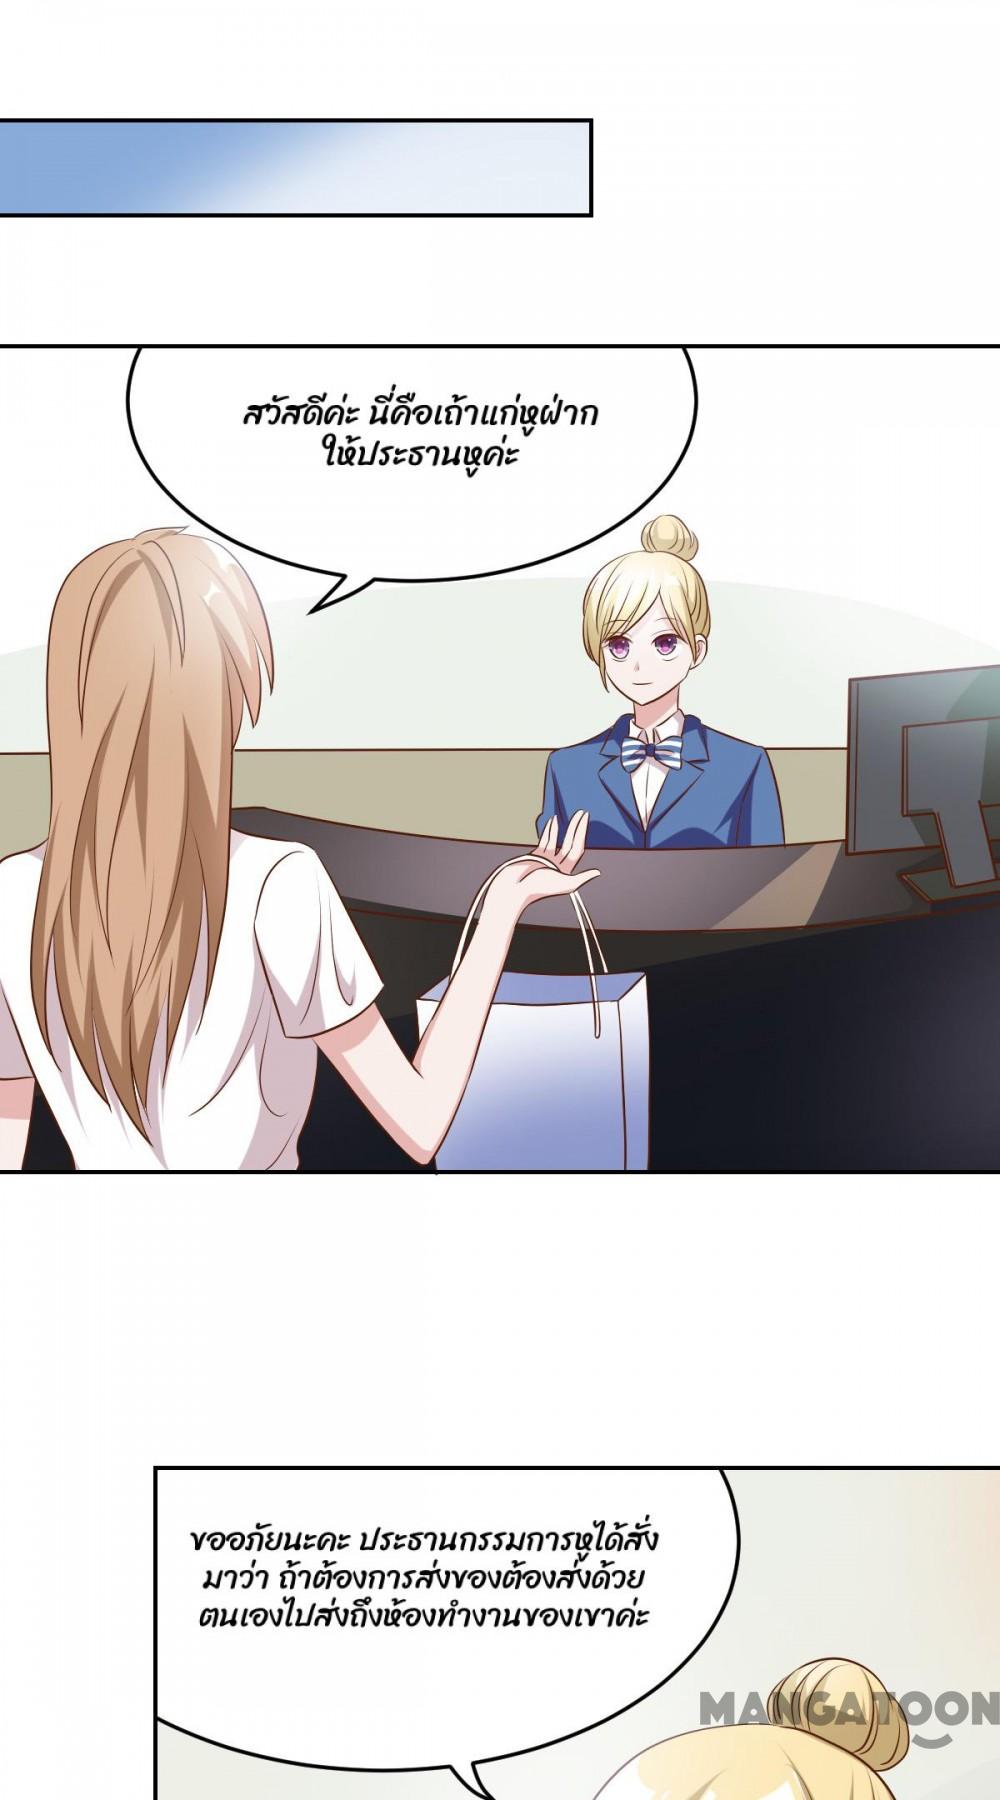 สวัสดีค่ะ นี่คือเถ้าแก่หูฝาก
ให้ประธานหูค่ะ
ขออภัยนะคะ ประธานกรรมการหูได้สั่ง
มาว่า ถ้าต้องการส่งของต้องส่งด้วย
ตนเองไปส่งถึงห้องทำงานของเขาค่ะ
MANGATOON